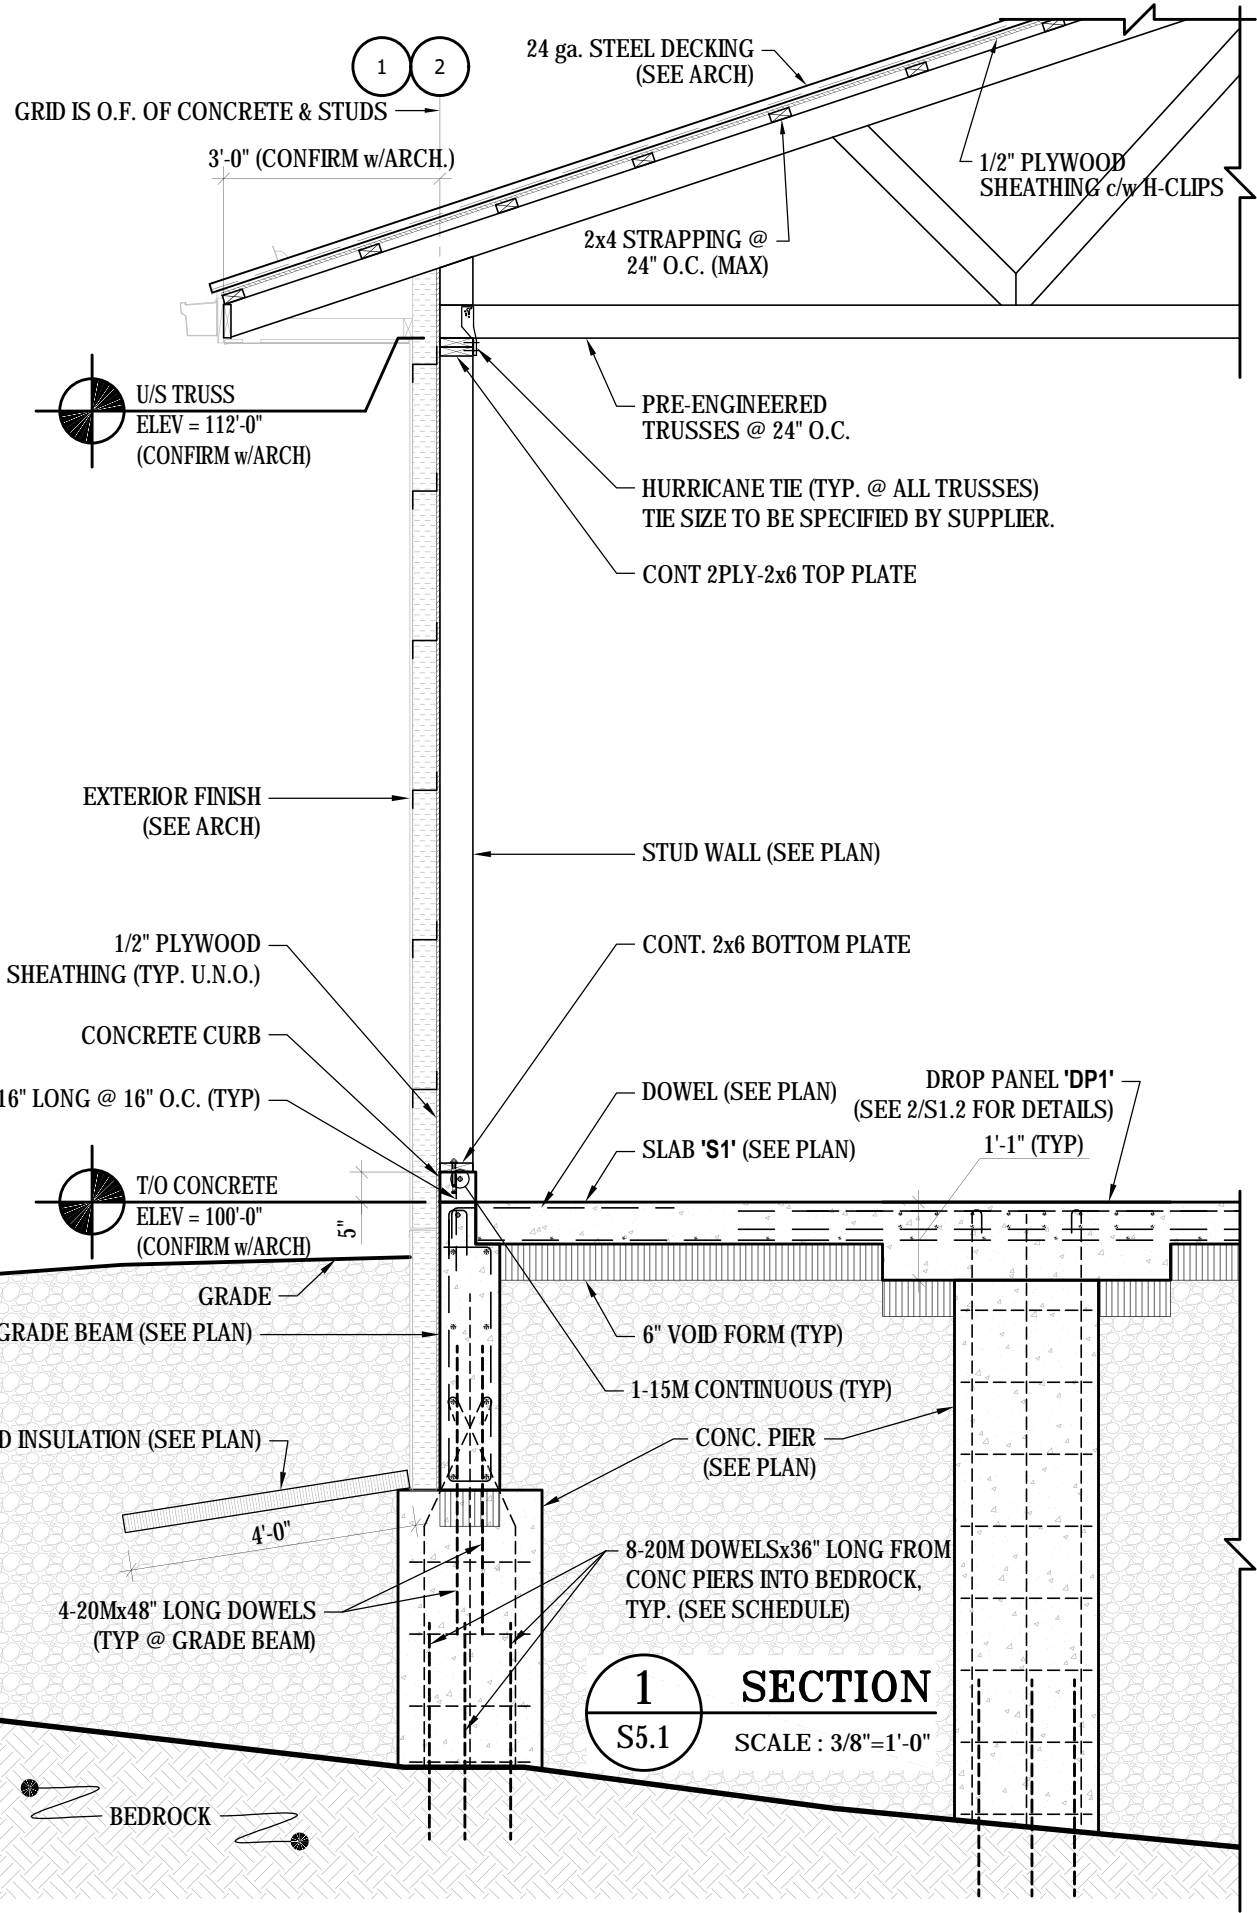 1 2
24 ga. STEEL DECKING
(SEE ARCH)
GRID IS O.F. OF CONCRETE & STUDS
3'-0" (CONFIRM w/ARCH.)
1/2" PLYWOOD
SHEATHING c/w H-CLIPS
2x4 STRAPPING @
24" O.C. (MAX)
U/S TRUSS
ELEV = 112'-0"
(CONFIRM w/ARCH)
PRE-ENGINEERED
TRUSSES @ 24" O.C.
HURRICANE TIE (TYP. @ ALL TRUSSES)
TIE SIZE TO BE SPECIFIED BY SUPPLIER.
CONT 2PLY-2x6 TOP PLATE
EXTERIOR FINISH
(SEE ARCH)
STUD WALL (SEE PLAN)
1/2" PLYWOOD
SHEATHING (TYP. U.N.O.)
CONT. 2x6 BOTTOM PLATE
CONCRETE CURB
16" LONG @ 16" O.C. (TYP)
DOWEL (SEE PLAN)
DROP PANEL 'DP1'
(SEE 2/S1.2 FOR DETAILS)
SLAB 'S1' (SEE PLAN)
1'-1" (TYP)
T/O CONCRETE
ELEV = 100'-0"
(CONFIRM w/ARCH)
5"
GRADE
GRADE BEAM (SEE PLAN)
6" VOID FORM (TYP)
1-15M CONTINUOUS (TYP)
D INSULATION (SEE PLAN)
CONC. PIER
(SEE PLAN)
4'-0"
8-20M DOWELSx36" LONG FROM
CONC PIERS INTO BEDROCK,
TYP. (SEE SCHEDULE)
4-20Mx48" LONG DOWELS
(TYP @ GRADE BEAM)
1
S5.1
SECTION
SCALE : 3/8"=1'-0"
BEDROCK